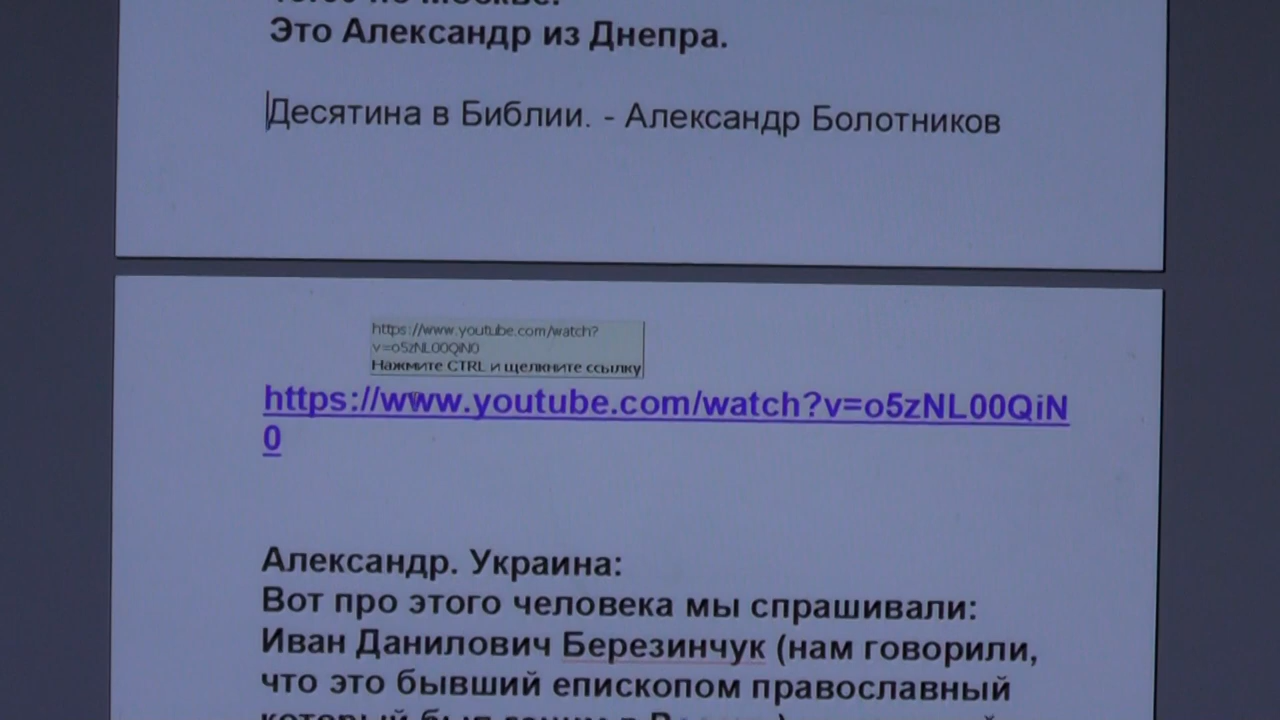 Это Александр из Днепра.
Десятина в Библии. - Александр Болотников
https://www.youtube.com/watch?
v=o5zNL00QiN0
Нажмите CTRL и щелкните ссылку
https://www.youtube.com/watch?v=o5zNL00QiN
0
Александр. Украина:
Вот про этого человека мы спрашивали:
Иван Данилович Березинчук (нам говорили,
что это бывший епископом православный